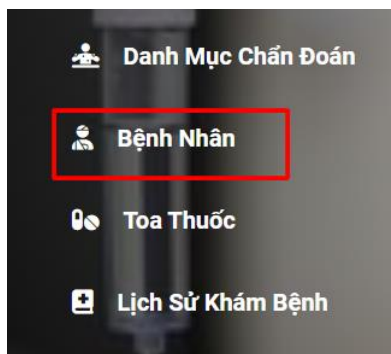 Danh Mục Chẩn Đoán
Bệnh Nhân
Toa Thuốc
Lịch Sử Khám Bệnh